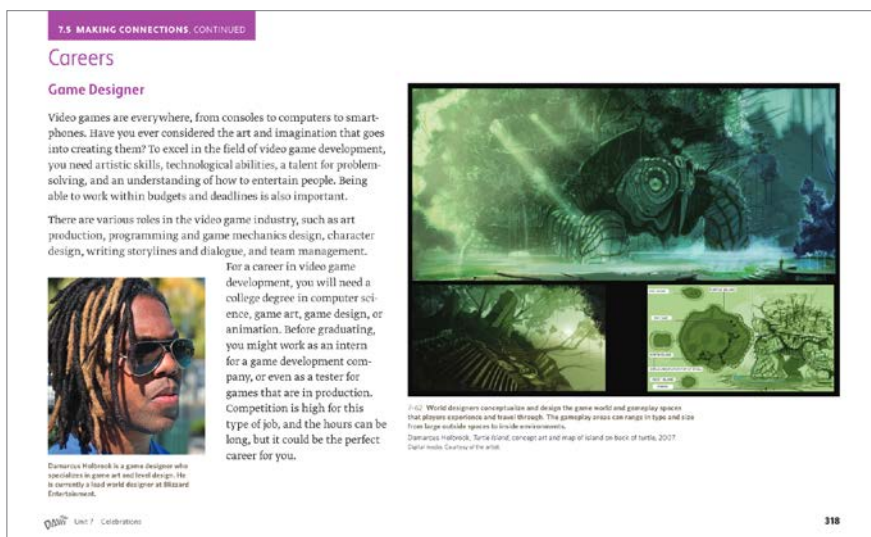 7.5 MAKING CONNECTIONS, CONTINUED
Careers
Game Designer
Video games are everywhere, from consoles to computers to smart-
phones. Have you ever considered the art and imagination that goes
into creating them? To excel in the field of video game development,
you need artistic skills, technological abilities, a talent for problem-
solving, and an understanding of how to entertain people. Being
able to work within budgets and deadlines is also important.
There are various roles in the video game industry, such as art
production, programming and game mechanics design, character
design, writing storylines and dialogue, and team management.
For a career in video game
development, you will need a
college degree in computer sci-
ence, game art, game design, or
animation. Before graduating,
you might work as an intern
for a game development com-
pany, or even as a tester for
games that are in production.
Competition is high for this
type of job, and the hours can be
long, but it could be the perfect
career for you.
Damarcus Holbrook is a game designer who
specializes in game art and level design. He
is currently a lead world designer at Blizzard
Entertainment.
7-62 World designers conceptualize and design the game world and gameplay spaces
that players experience and travel through. The gameplay areas can range in type and size
from large outside spaces to inside environments.
Damarcus Holbrook, Turtle Island, concept art and map of island on back of turtle, 2007.
Digital media. Courtesy of the artist.
Unit 7 Celebrations
318